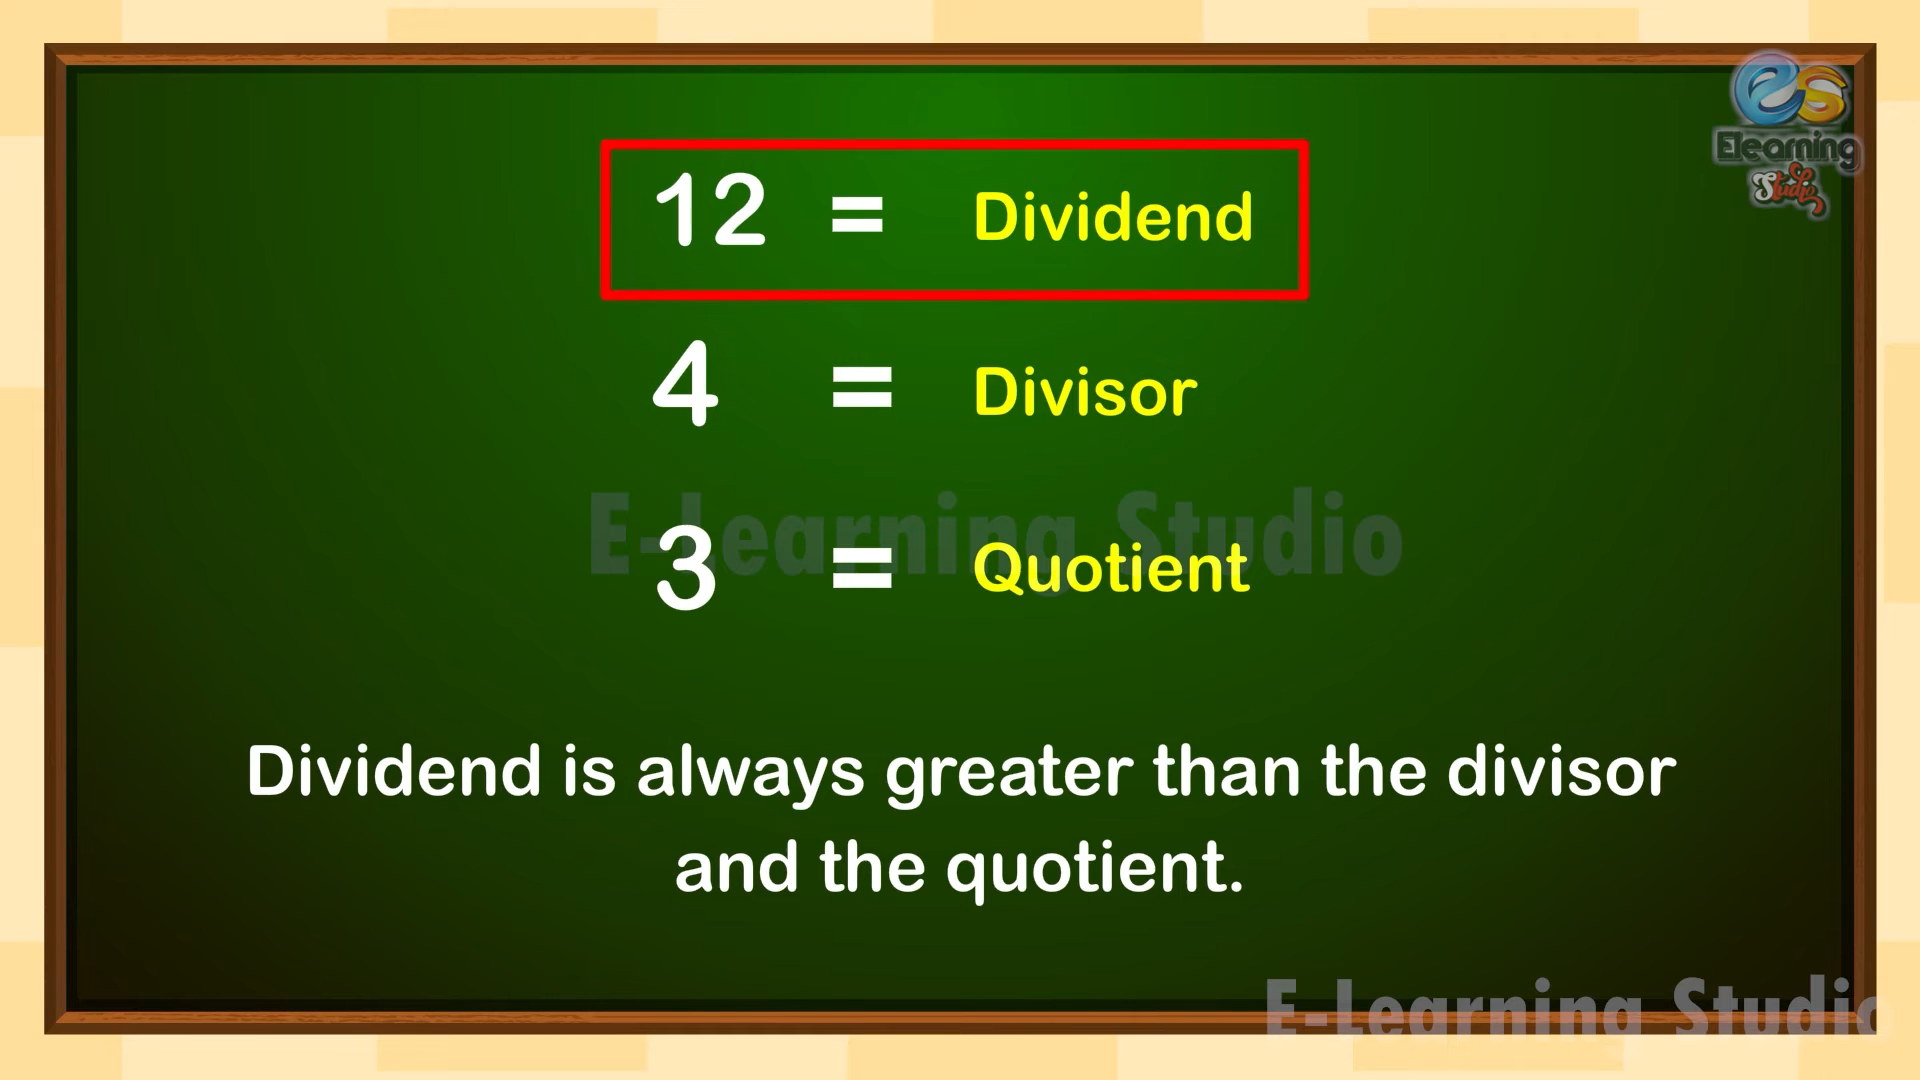 es
Elearning
Studio
12 = Dividend
4 = Divisor
E-Learning Studio
3 = Quotient
Dividend is always greater than the divisor
and the quotient.
E-Learning Studio